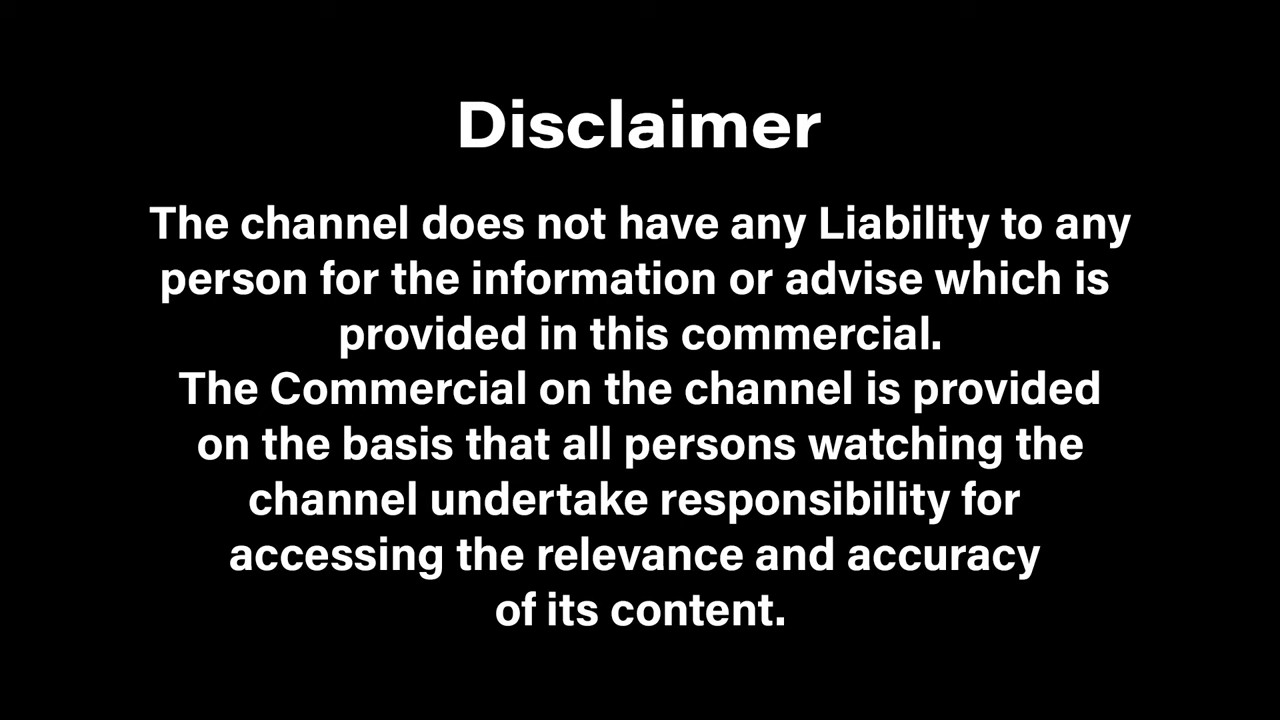 Disclaimer
The channel does not have any Liability to any
person for the information or advise which is
provided in this commercial.
The Commercial on the channel is provided
on the basis that all persons watching the
channel undertake responsibility for
accessing the relevance and accuracy
of its content.